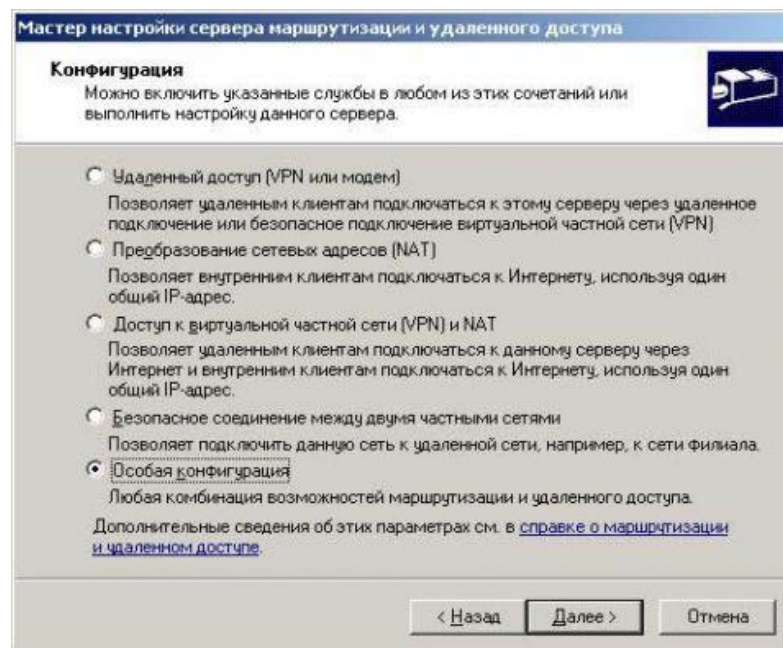 Мастер настройки сервера маршрутизации и удаленного доступа
Конфигурация
Можно включить указанные службы в любом из этих сочетаний или
выполнить настройку данного сервера.
Удаленный доступ (VPN или модем)
Позволяет удаленным клиентам подключаться к этому серверу через удаленное
подключение или безопасное подключение виртуальной частной сети (VPN)
Преобразование сетевых адресов (NAT)
Позволяет внутренним клиентам подключаться к Интернету, используя один
общий IP-адрес.
Доступ к виртуальной частной сети (VPN) и NAT
Позволяет удаленным клиентам подключаться к данному серверу через
Интернет и внутренним клиентам подключаться к Интернету, используя один
общий IP-адрес.
Безопасное соединение между двумя частными сетями
Позволяет подключить данную сеть к удаленной сети, например, к сети филиала.
Особая конфигурация
Любая комбинация возможностей маршрутизации и удаленного доступа.
Дополнительные сведения об этих параметрах см. в справке о маршрутизации
и удаленном доступе.
< Назад Далее > Отмена